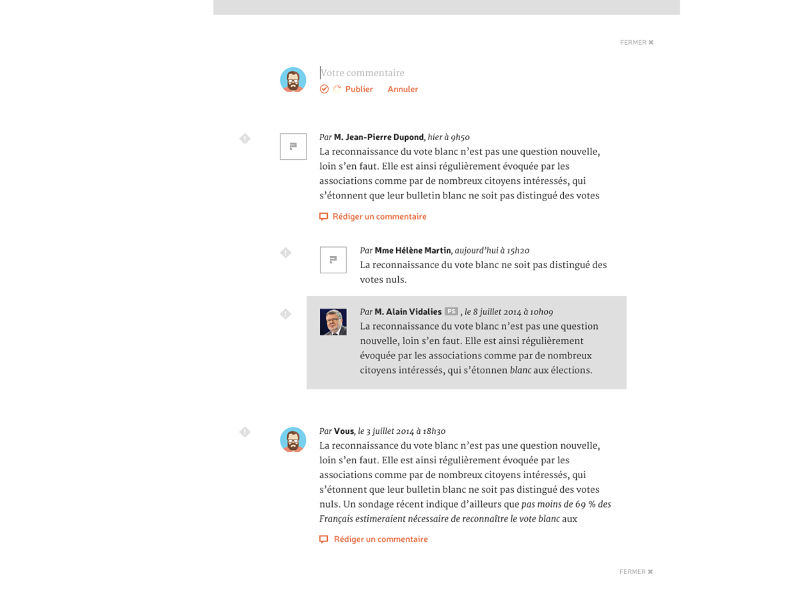 FERMER ✖
Votre commentaire
Publier Annuler
Par M. Jean-Pierre Dupond, hier à 9h50
La reconnaissance du vote blanc n’est pas une question nouvelle,
loin s’en faut. Elle est ainsi régulièrement évoquée par les
associations comme par de nombreux citoyens intéressés, qui
s’étonnent que leur bulletin blanc ne soit pas distingué des votes
Rédiger un commentaire
Par Mme Hélène Martin, aujourd’hui à 15h20
La reconnaissance du vote blanc ne soit pas distingué des
votes nuls.
Par M. Alain Vidalies PS , le 8 juillet 2014 à 10h09
La reconnaissance du vote blanc n’est pas une question
nouvelle, loin s’en faut. Elle est ainsi régulièrement
évoquée par les associations comme par de nombreux
citoyens intéressés, qui s’étonnen blanc aux élections.
Par Vous, le 3 juillet 2014 à 18h30
La reconnaissance du vote blanc n’est pas une question nouvelle,
loin s’en faut. Elle est ainsi régulièrement évoquée par les
associations comme par de nombreux citoyens intéressés, qui
s’étonnent que leur bulletin blanc ne soit pas distingué des votes
nuls. Un sondage récent indique d’ailleurs que pas moins de 69 % des
Français estimeraient nécessaire de reconnaître le vote blanc aux
Rédiger un commentaire
FERMER ✖